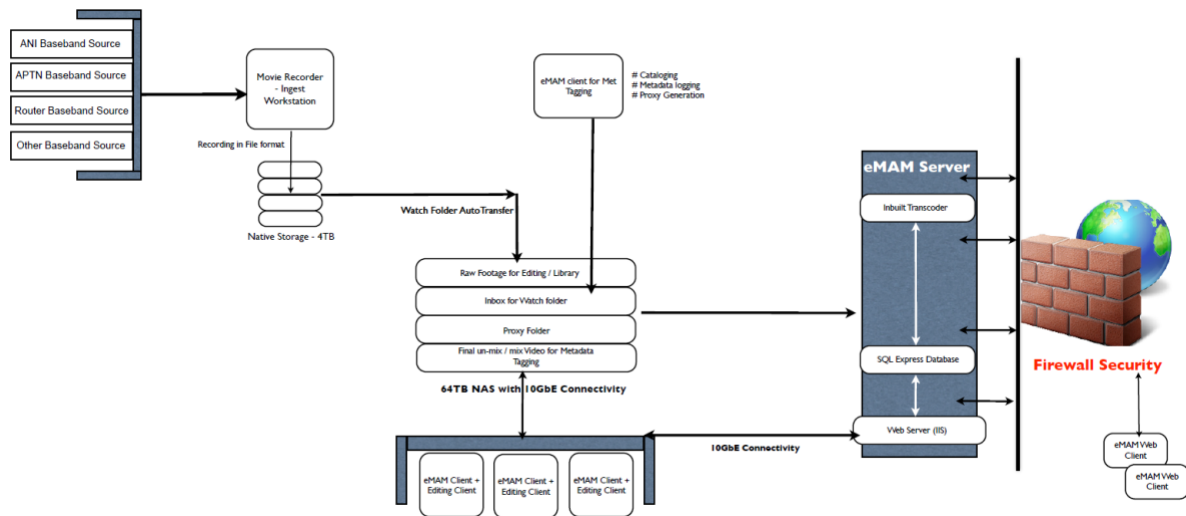 ANI Baseband Source
APTN Baseband Source
Router Baseband Source
Other Baseband Source
Movie Recorder
- Ingest
Workstation
Recording in File format
Native Storage - 4TB
Watch Folder AutoTransfer
eMAM client for Met
Tagging
# Cataloging
# Metadata logging
# Proxy Generation
Raw Footage for Editing / Library
Inbox for Watch folder
Proxy Folder
Final un-mix / mix Video for Metadata
Tagging
64TB NAS with 10GbE Connectivity
eMAM Client +
Editing Client
eMAM Client +
Editing Client
eMAM Client +
Editing Client
10GbE Connectivity
eMAM Server
Inbuilt Transcoder
SQL Express Database
Web Server (IIS)
Firewall Security
eMAM Web
Client
eMAM Web
Client